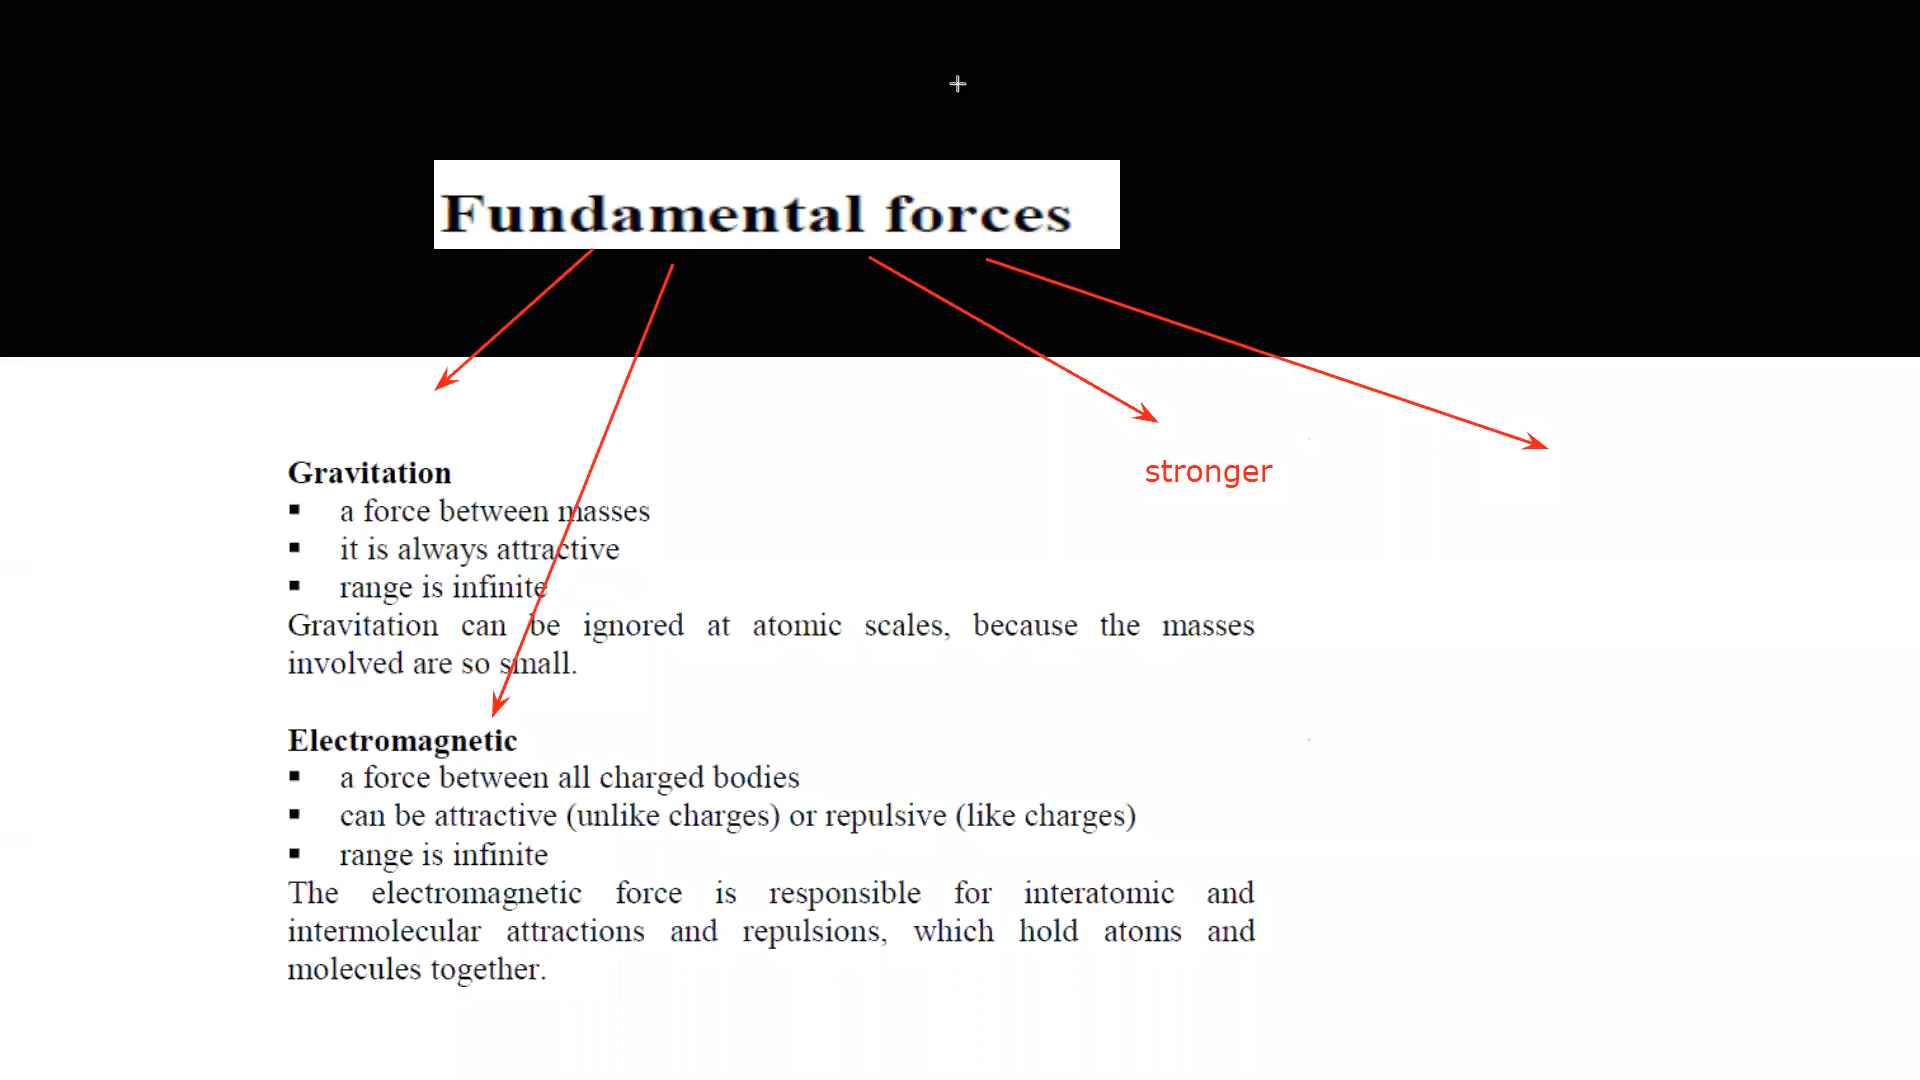 Fundamental forces
stronger
Gravitation
▪ a force between masses
▪ it is always attractive
▪ range is infinite
Gravitation can be ignored at atomic scales, because the masses
involved are so small.
Electromagnetic
▪ a force between all charged bodies
▪ can be attractive (unlike charges) or repulsive (like charges)
▪ range is infinite
The electromagnetic force is responsible for interatomic and
intermolecular attractions and repulsions, which hold atoms and
molecules together.